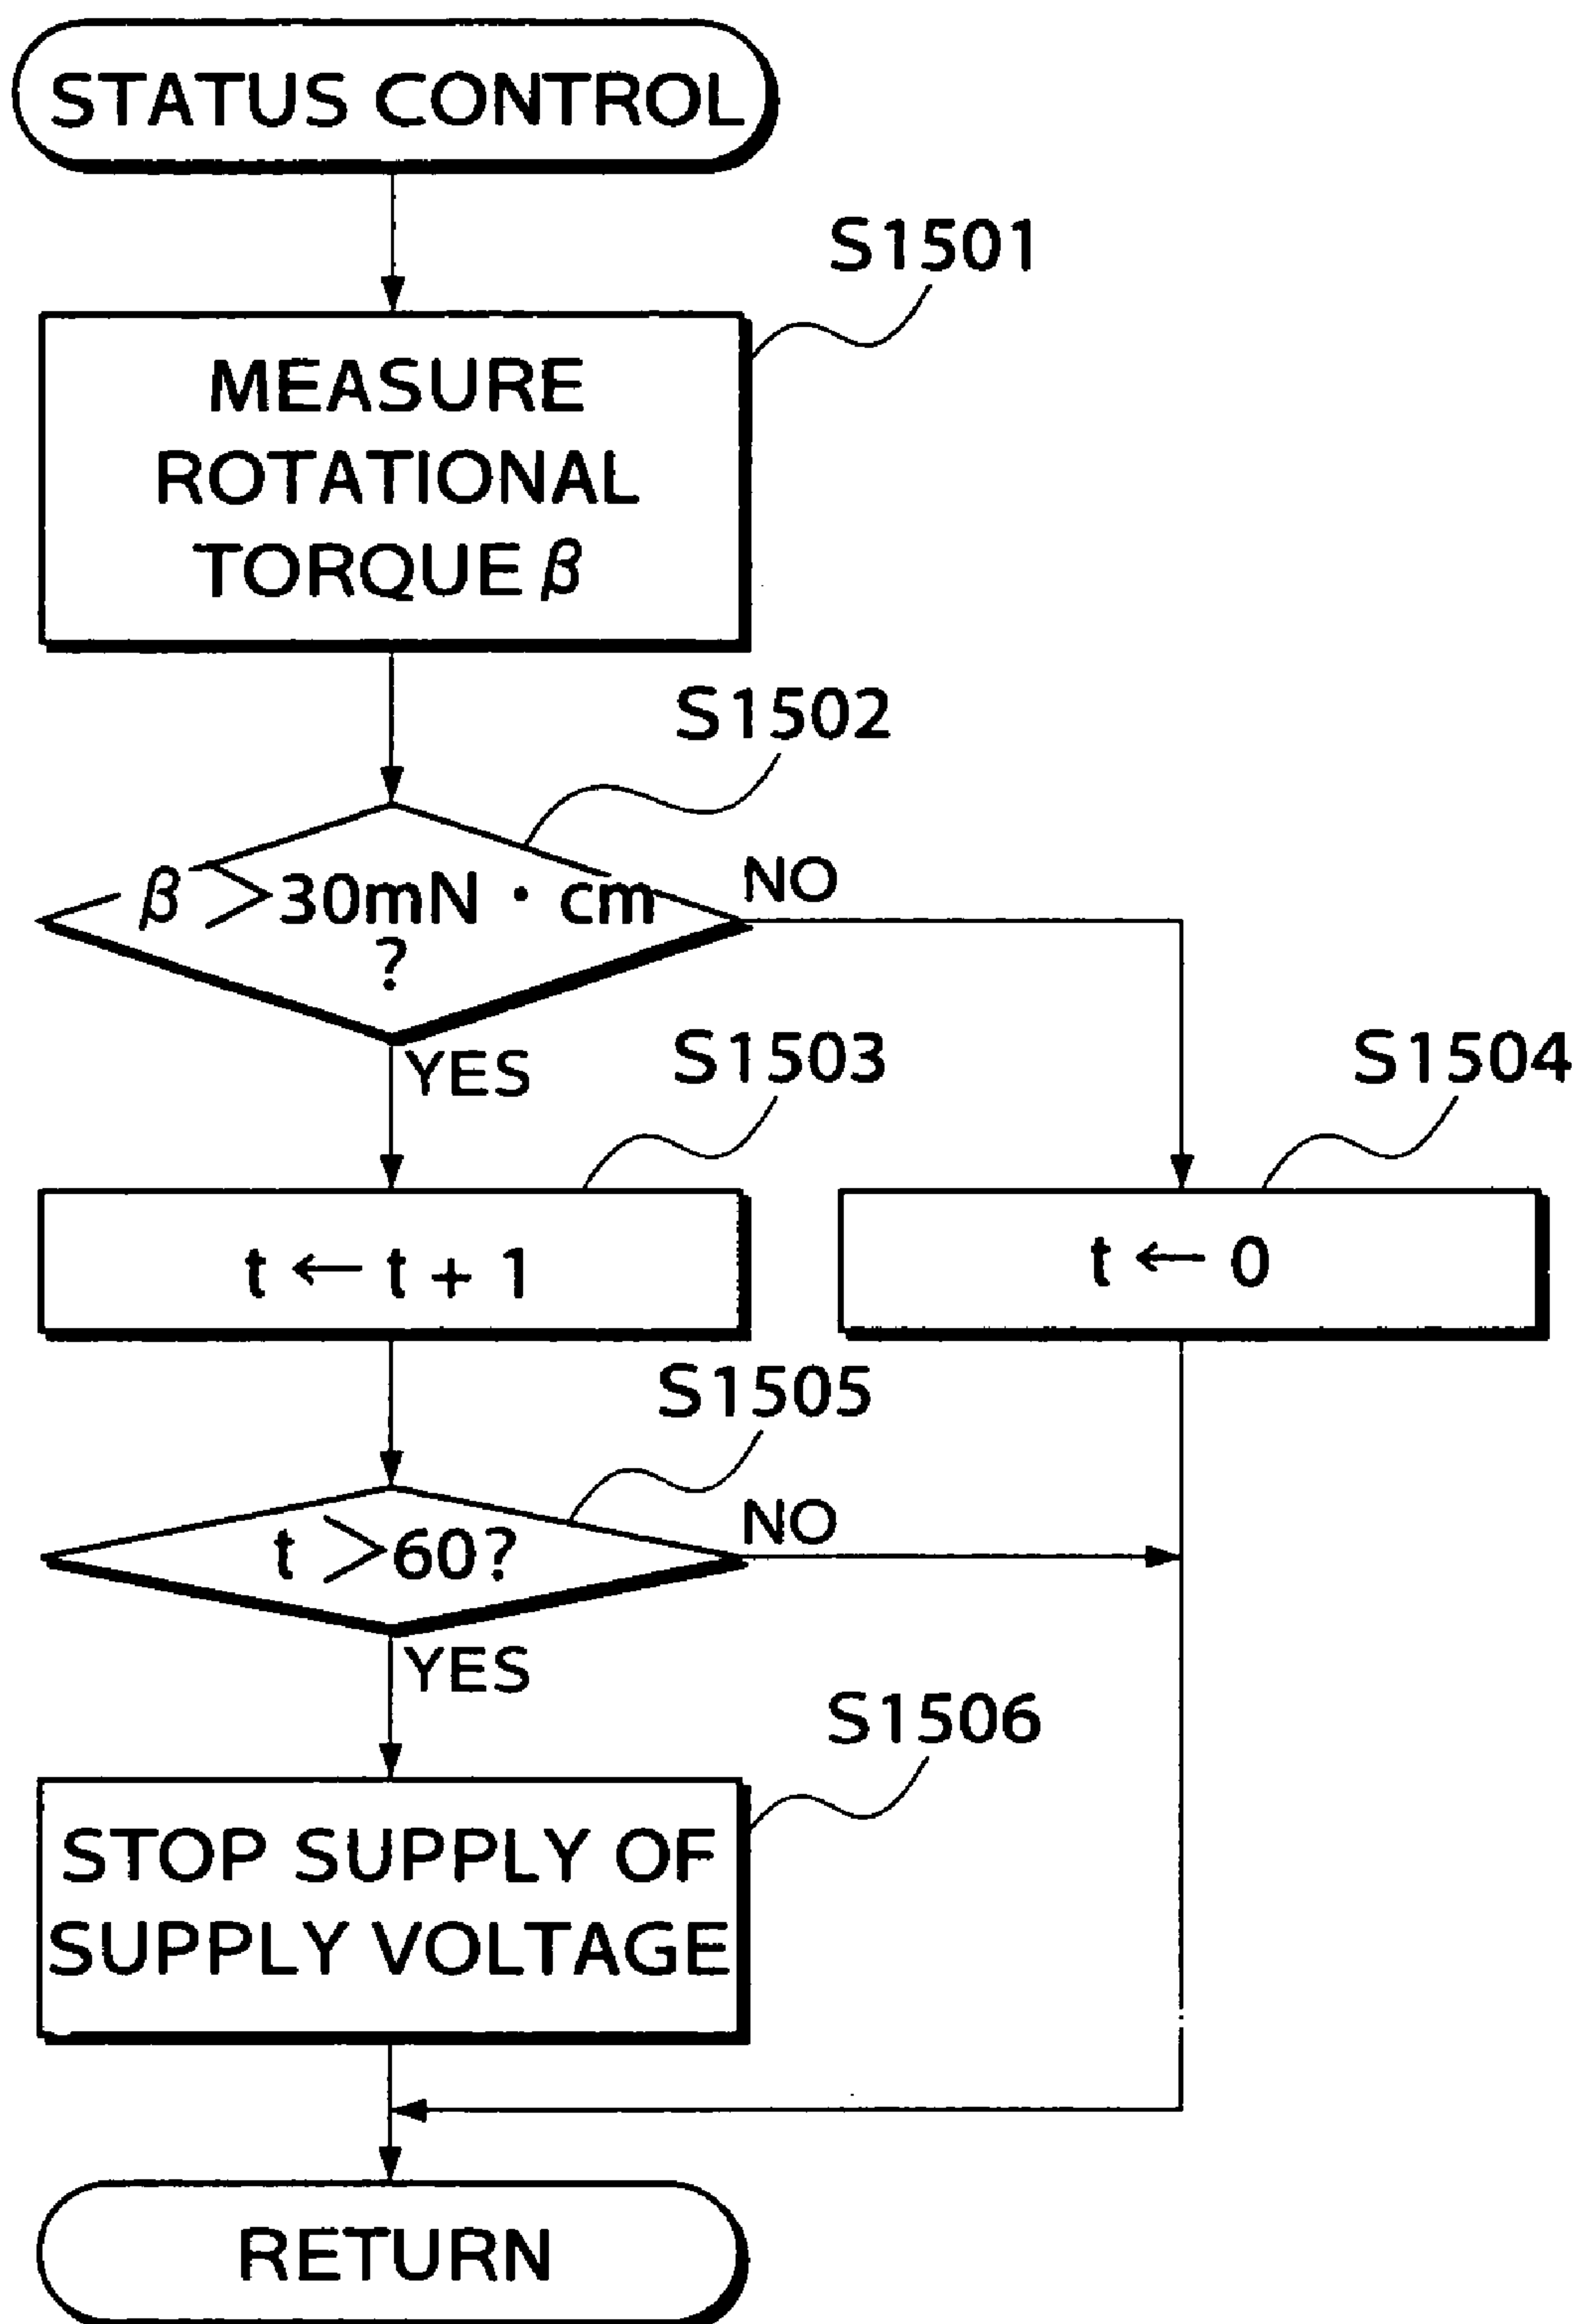 STATUS CONTROL
S1501
MEASURE
ROTATIONAL
TORQUE β
S1502
β >30mN · cm
?
NO
YES
S1503
S1504
t ← t + 1
t ← 0
S1505
t >60?
NO
YES
S1506
STOP SUPPLY OF
SUPPLY VOLTAGE
RETURN